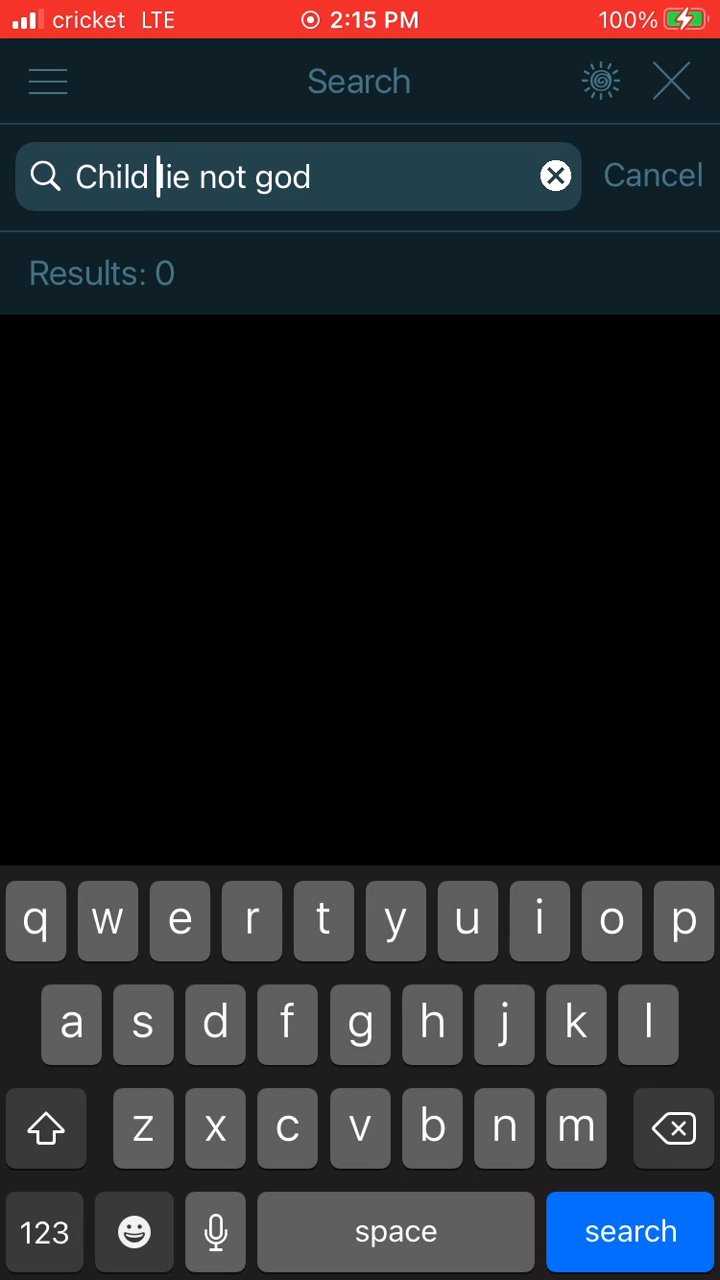 cricket LTE 2:15 PM 100%
Search
Child lie not god Cancel
Results: 0
q w e r t y u i o p
a s d f g h j k l
z x c v b n m
123 space search